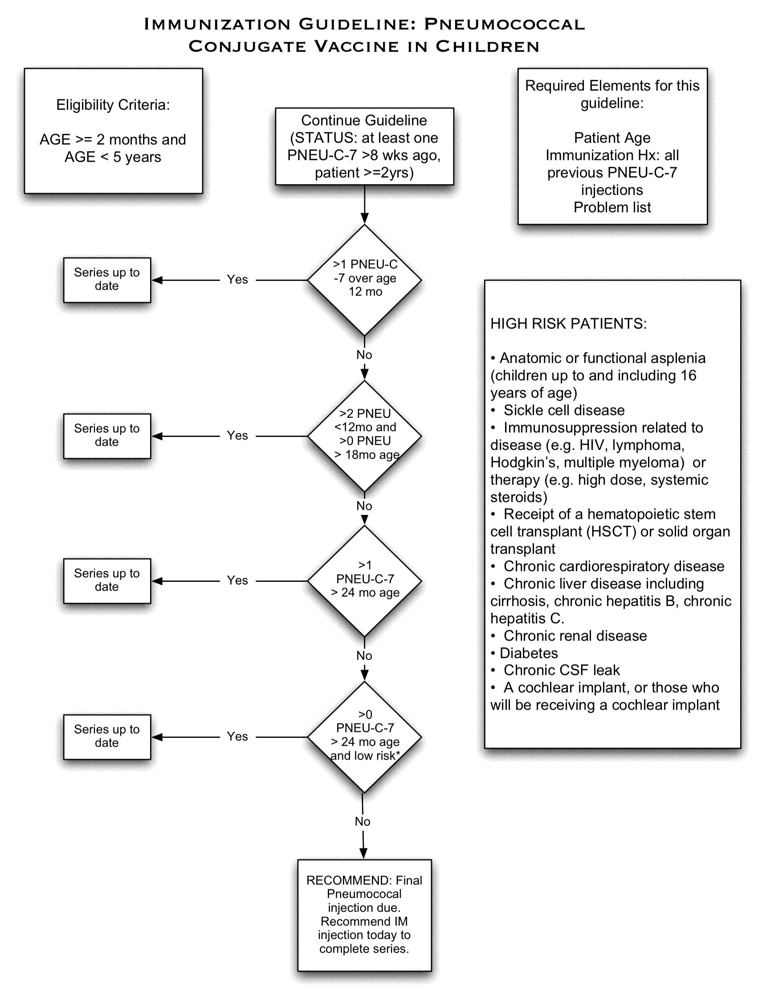 IMMUNIZATION GUIDELINE: PNEUMOCOCCAL
CONJUGATE VACCINE IN CHILDREN
Eligibility Criteria:
AGE >= 2 months and
AGE < 5 years
Continue Guideline
(STATUS: at least one
PNEU-C-7 >8 wks ago,
patient >=2yrs)
Required Elements for this
guideline:
Patient Age
Immunization Hx: all
previous PNEU-C-7
injections
Problem list
>1 PNEU-C
-7 over age
12 mo
Yes
Series up to
date
No
>2 PNEU
<12mo and
>0 PNEU
> 18mo age
Yes
Series up to
date
No
>1
PNEU-C-7
> 24 mo age
Yes
Series up to
date
No
>0
PNEU-C-7
> 24 mo age
and low risk*
Yes
Series up to
date
No
RECOMMEND: Final
Pneumococal
injection due.
Recommend IM
injection today to
complete series.
HIGH RISK PATIENTS:
• Anatomic or functional asplenia
(children up to and including 16
years of age)
• Sickle cell disease
• Immunosuppression related to
disease (e.g. HIV, lymphoma,
Hodgkin’s, multiple myeloma) or
therapy (e.g. high dose, systemic
steroids)
• Receipt of a hematopoietic stem
cell transplant (HSCT) or solid organ
transplant
• Chronic cardiorespiratory disease
• Chronic liver disease including
cirrhosis, chronic hepatitis B, chronic
hepatitis C.
• Chronic renal disease
• Diabetes
• Chronic CSF leak
• A cochlear implant, or those who
will be receiving a cochlear implant